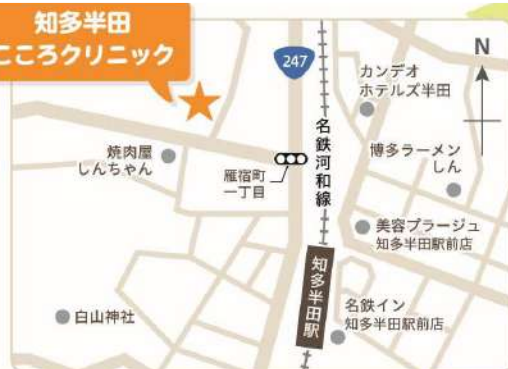 知多半田
こころクリニック
247
N
カンデオ
ホテルズ半田
名鉄河和線
焼肉屋
しんちゃん
雁宿町
一丁目
博多ラーメン
しん
美容プラージュ
知多半田駅前店
知多半田駅
名鉄イン
知多半田駅前店
白山神社